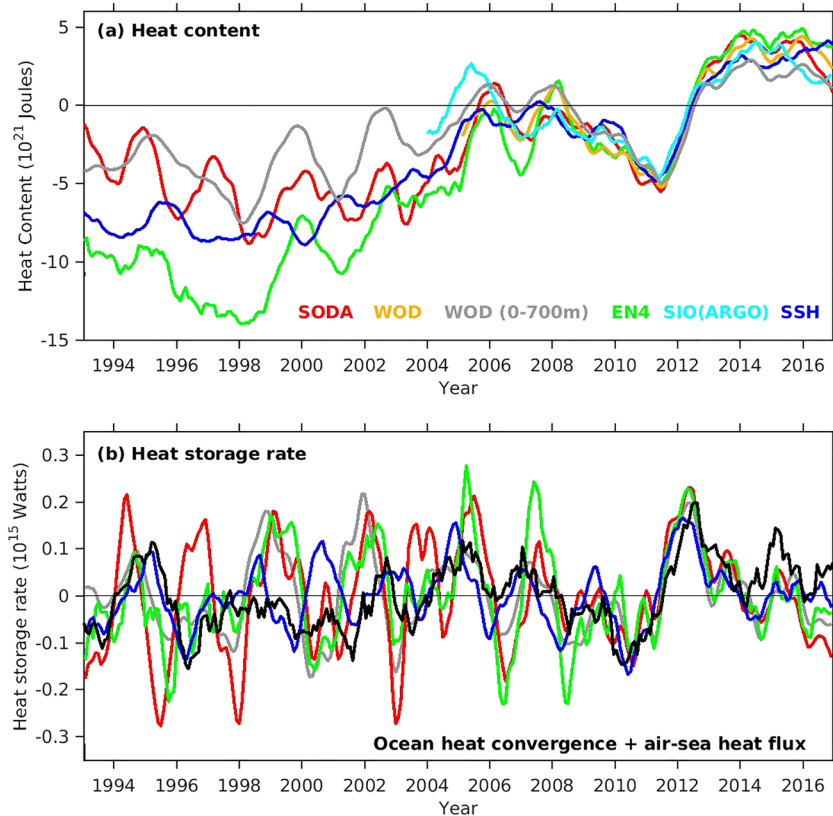 (a) Heat content
Heat Content (10²¹ Joules)
5
0
-5
-10
-15
SODA WOD WOD (0-700m) EN4 SIO(ARGO) SSH
1994 1996 1998 2000 2002 2004 2006 2008 2010 2012 2014 2016
Year
(b) Heat storage rate
Heat storage rate (10¹⁵ Watts)
0.3
0.2
0.1
0
-0.1
-0.2
-0.3
Ocean heat convergence + air-sea heat flux
1994 1996 1998 2000 2002 2004 2006 2008 2010 2012 2014 2016
Year